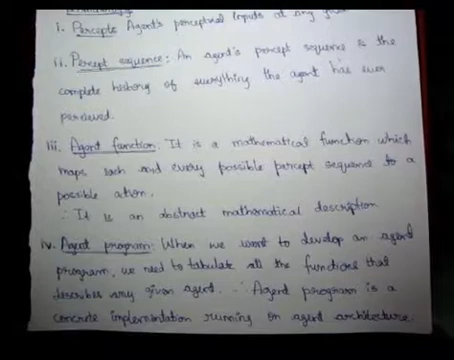 Terminology
i. Percepts Agent's perceptual inputs at any given
ii. Percept sequence: An agent's percept sequence is the
complete history of everything the agent has ever
percieved.
iii. Agent function: It is a mathematical function which
maps each and every possible percept sequence to a
possible action.
∴ It is an abstract mathematical description
iv. Agent program: When we want to develop an agent
program, we need to tabulate all the functions that
describes any given agent. ∴ Agent program is a
concrete implementation running on agent architecture.